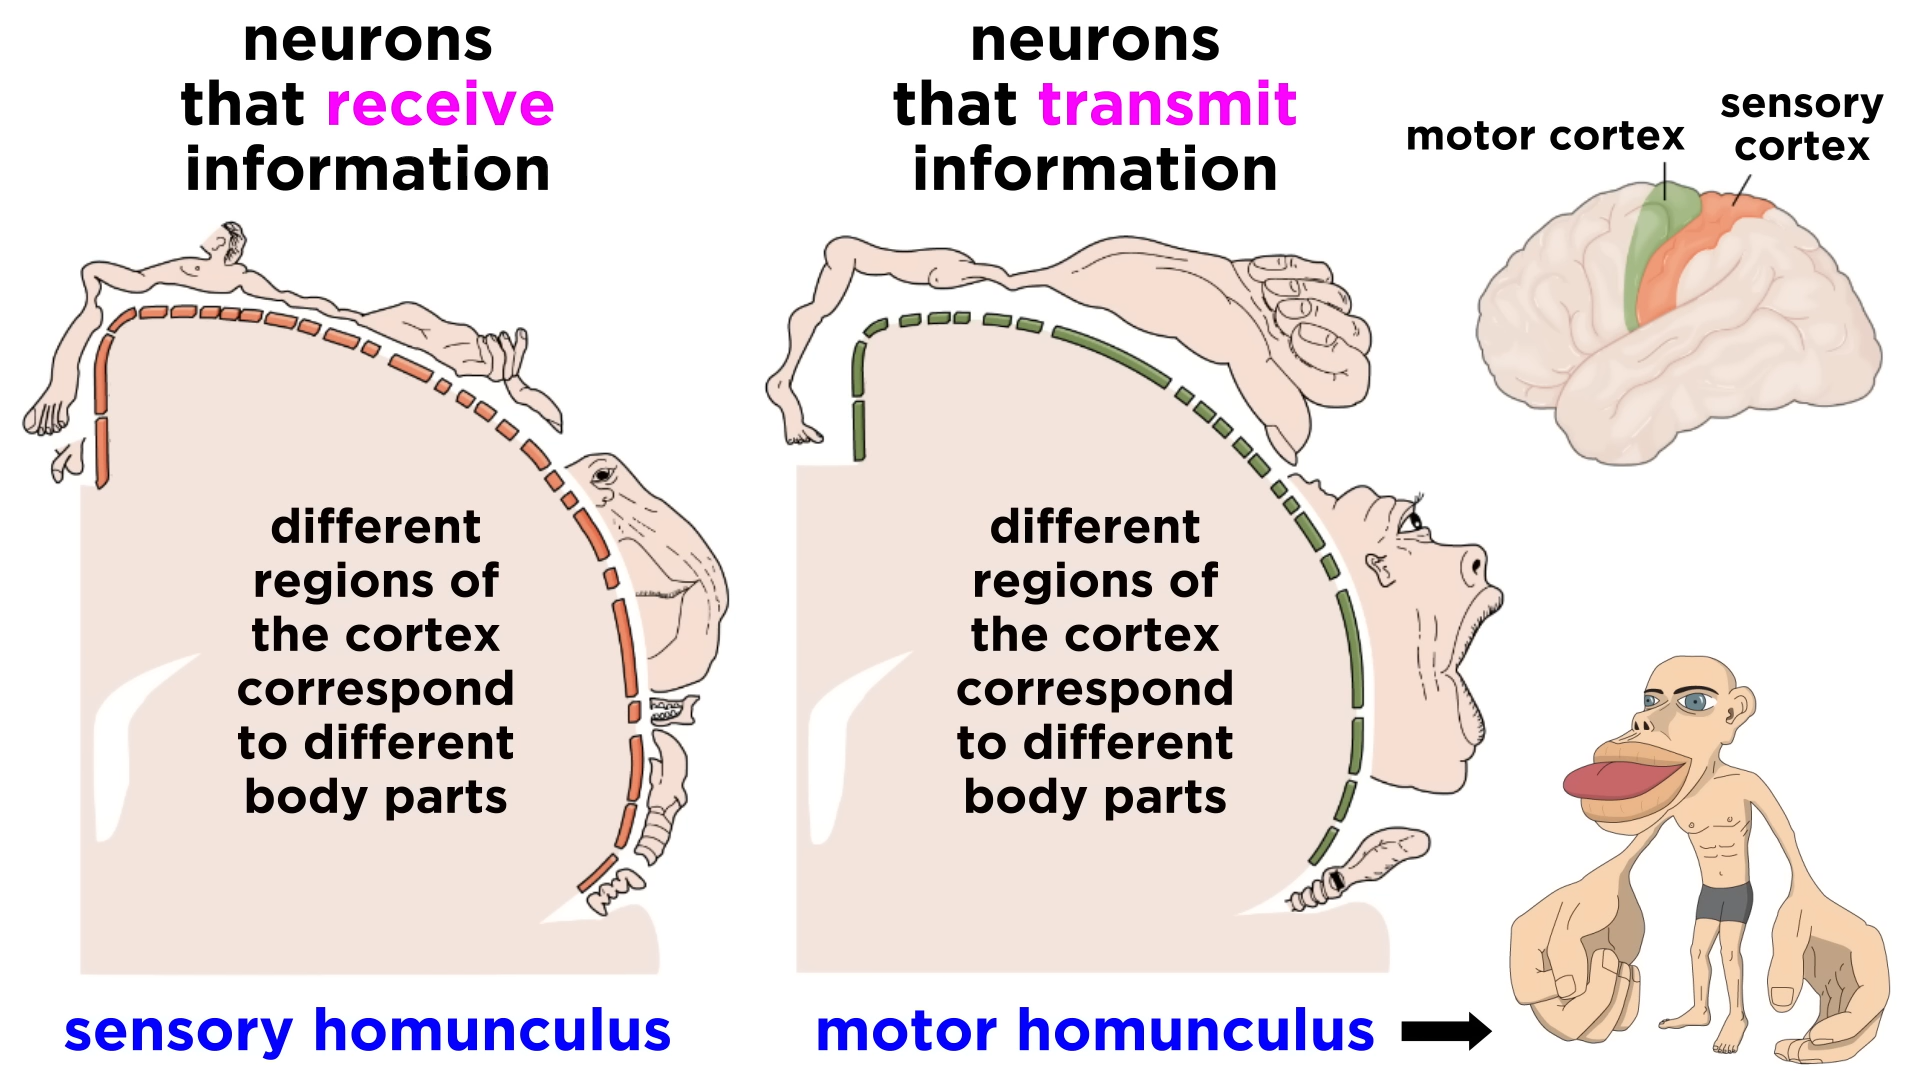 neurons
that receive
information
different
regions of
the cortex
correspond
to different
body parts
sensory homunculus
neurons
that transmit
information
different
regions of
the cortex
correspond
to different
body parts
motor homunculus
motor cortex
sensory
cortex